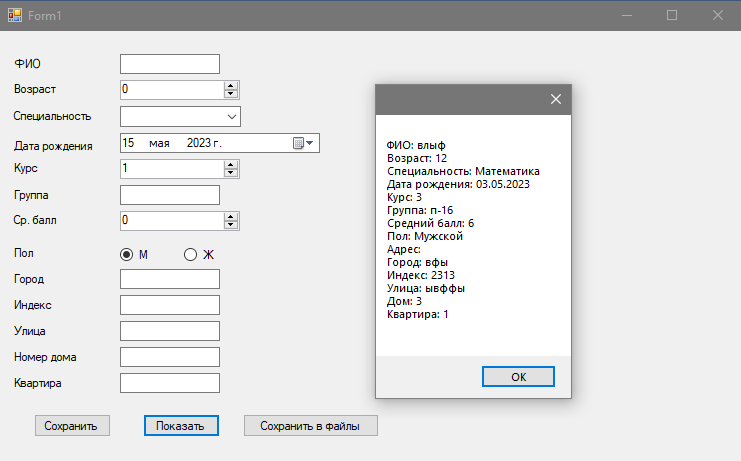 Form1
ФИО
Возраст 0
Специальность
Дата рождения 15 мая 2023 г.
Курс 1
Группа
Ср. балл 0
Пол М Ж
Город
Индекс
Улица
Номер дома
Квартира
Сохранить Показать Сохранить в файлы
ФИО: влыф
Возраст: 12
Специальность: Математика
Дата рождения: 03.05.2023
Курс: 3
Группа: п-16
Средний балл: 6
Пол: Мужской
Адрес:
Город: вфы
Индекс: 2313
Улица: ывффы
Дом: 3
Квартира: 1
ОК